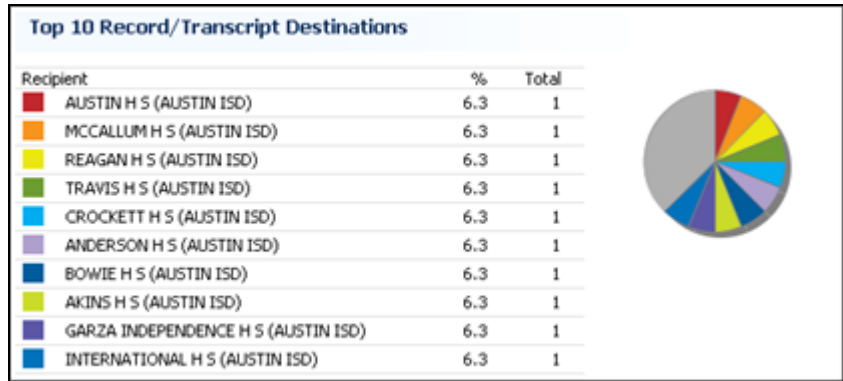 Top 10 Record/Transcript Destinations
Recipient % Total
AUSTIN H S (AUSTIN ISD) 6.3 1
MCCALLUM H S (AUSTIN ISD) 6.3 1
REAGAN H S (AUSTIN ISD) 6.3 1
TRAVIS H S (AUSTIN ISD) 6.3 1
CROCKETT H S (AUSTIN ISD) 6.3 1
ANDERSON H S (AUSTIN ISD) 6.3 1
BOWIE H S (AUSTIN ISD) 6.3 1
AKINS H S (AUSTIN ISD) 6.3 1
GARZA INDEPENDENCE H S (AUSTIN ISD) 6.3 1
INTERNATIONAL H S (AUSTIN ISD) 6.3 1